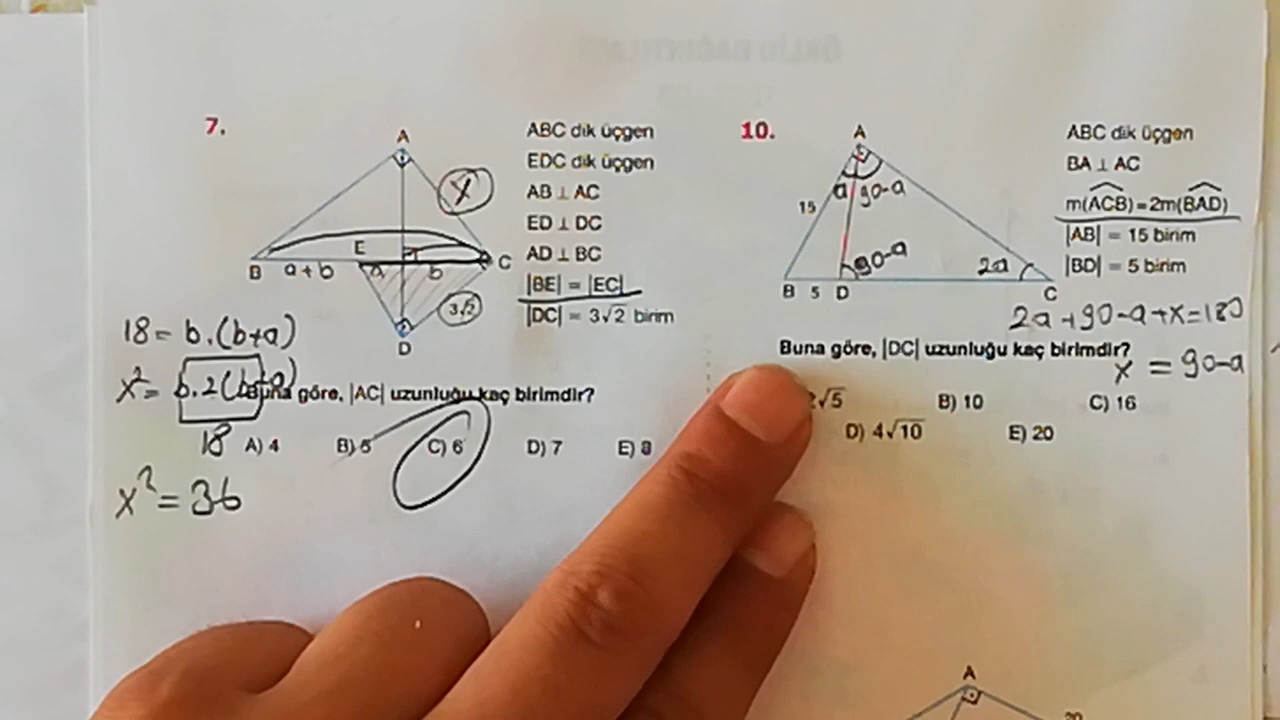 7.
A
X
E
B
a+b
a
b
C
3√2
D
ABC dik üçgen
EDC dik üçgen
AB ⊥ AC
ED ⊥ DC
AD ⊥ BC
|BE| = |EC|
|DC| = 3√2 birim
18 = b.(b+a)
x² = b.2(b+a)
Buna göre, |AC| uzunluğu kaç birimdir?
18
A) 4 B) 5 C) 6 D) 7 E) 8
x² = 36
10.
A
a 90-a
15
90-a
2a
B 5 D C
ABC dik üçgen
BA ⊥ AC
m(ACB) = 2m(BAD)
|AB| = 15 birim
|BD| = 5 birim
2a+90-a+x=180
Buna göre, |DC| uzunluğu kaç birimdir?
x = 90-a
√5 B) 10 C) 16
D) 4√10 E) 20
A